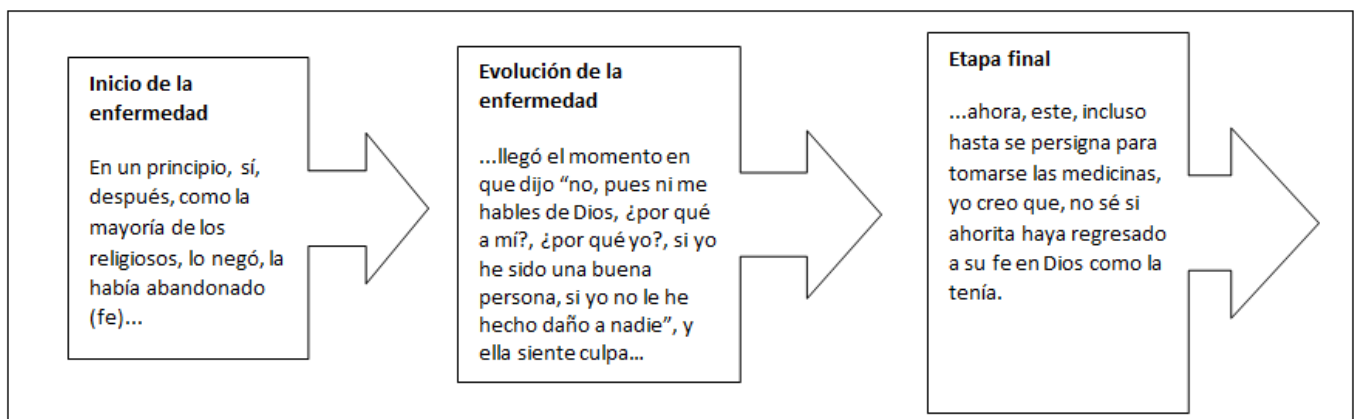 Inicio de la
enfermedad
En un principio, sí,
después, como la
mayoría de los
religiosos, lo negó, la
había abandonado
(fe)...
Evolución de la
enfermedad
...llegó el momento en
que dijo “no, pues ni me
hables de Dios, ¿por qué
a mí?, ¿por qué yo?, si yo
he sido una buena
persona, si yo no le he
hecho daño a nadie”, y
ella siente culpa...
Etapa final
...ahora, este, incluso
hasta se persigna para
tomarse las medicinas,
yo creo que, no sé si
ahorita haya regresado
a su fe en Dios como la
tenía.